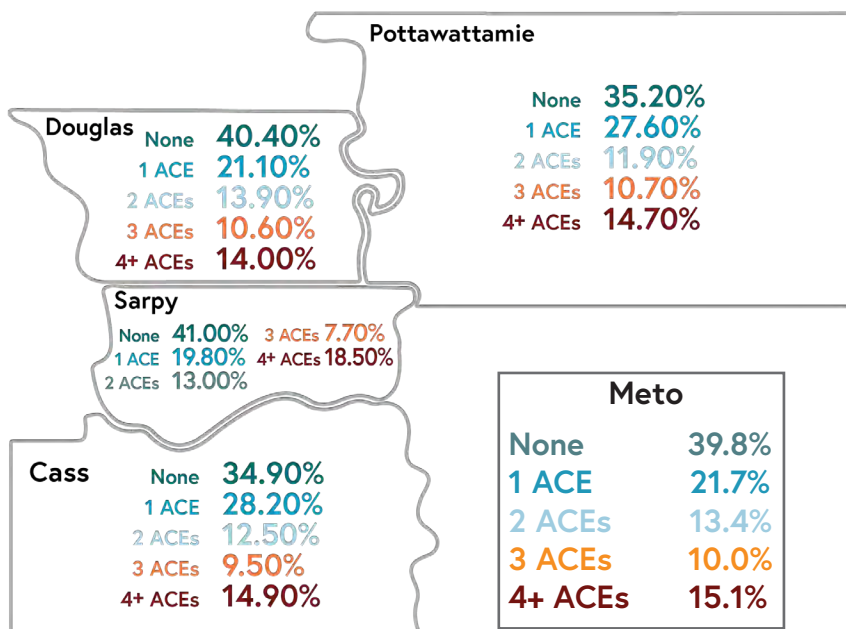 Pottawattamie
None 35.20%
1 ACE 27.60%
2 ACEs 11.90%
3 ACEs 10.70%
4+ ACEs 14.70%
Douglas
None 40.40%
1 ACE 21.10%
2 ACEs 13.90%
3 ACEs 10.60%
4+ ACEs 14.00%
Sarpy
None 41.00% 3 ACEs 7.70%
1 ACE 19.80% 4+ ACEs 18.50%
2 ACEs 13.00%
Cass
None 34.90%
1 ACE 28.20%
2 ACEs 12.50%
3 ACEs 9.50%
4+ ACEs 14.90%
Meto
None 39.8%
1 ACE 21.7%
2 ACEs 13.4%
3 ACEs 10.0%
4+ ACEs 15.1%